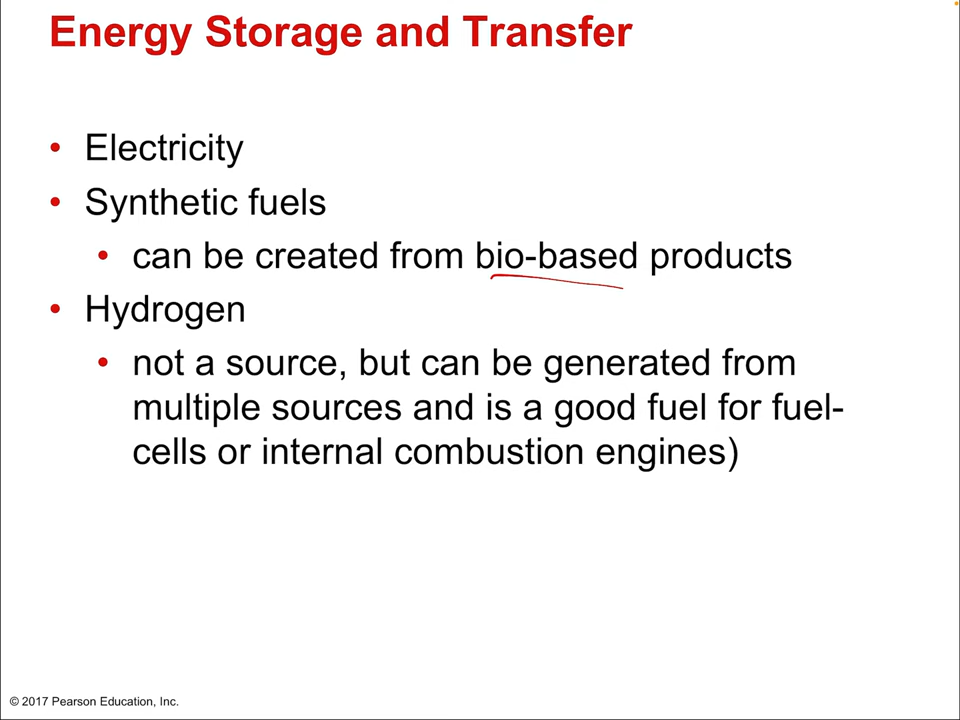 Energy Storage and Transfer
• Electricity
• Synthetic fuels
• can be created from bio-based products
• Hydrogen
• not a source, but can be generated from
multiple sources and is a good fuel for fuel-
cells or internal combustion engines)
© 2017 Pearson Education, Inc.